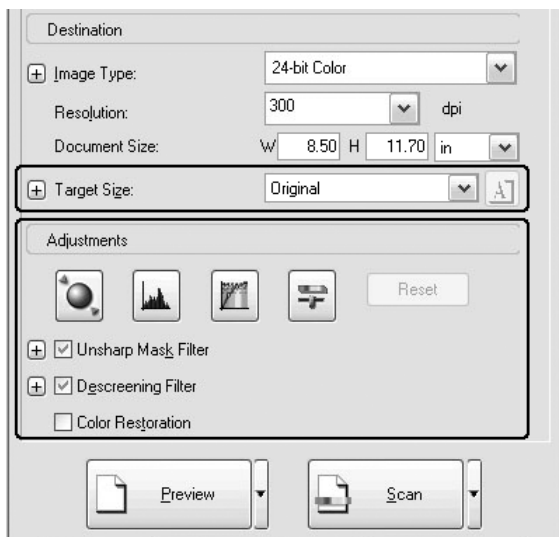 Destination
Image Type: 24-bit Color
Resolution: 300 dpi
Document Size: W 8.50 H 11.70 in
Target Size: Original A
Adjustments
Reset
Unsharp Mask Filter
Descreening Filter
Color Restoration
Preview Scan